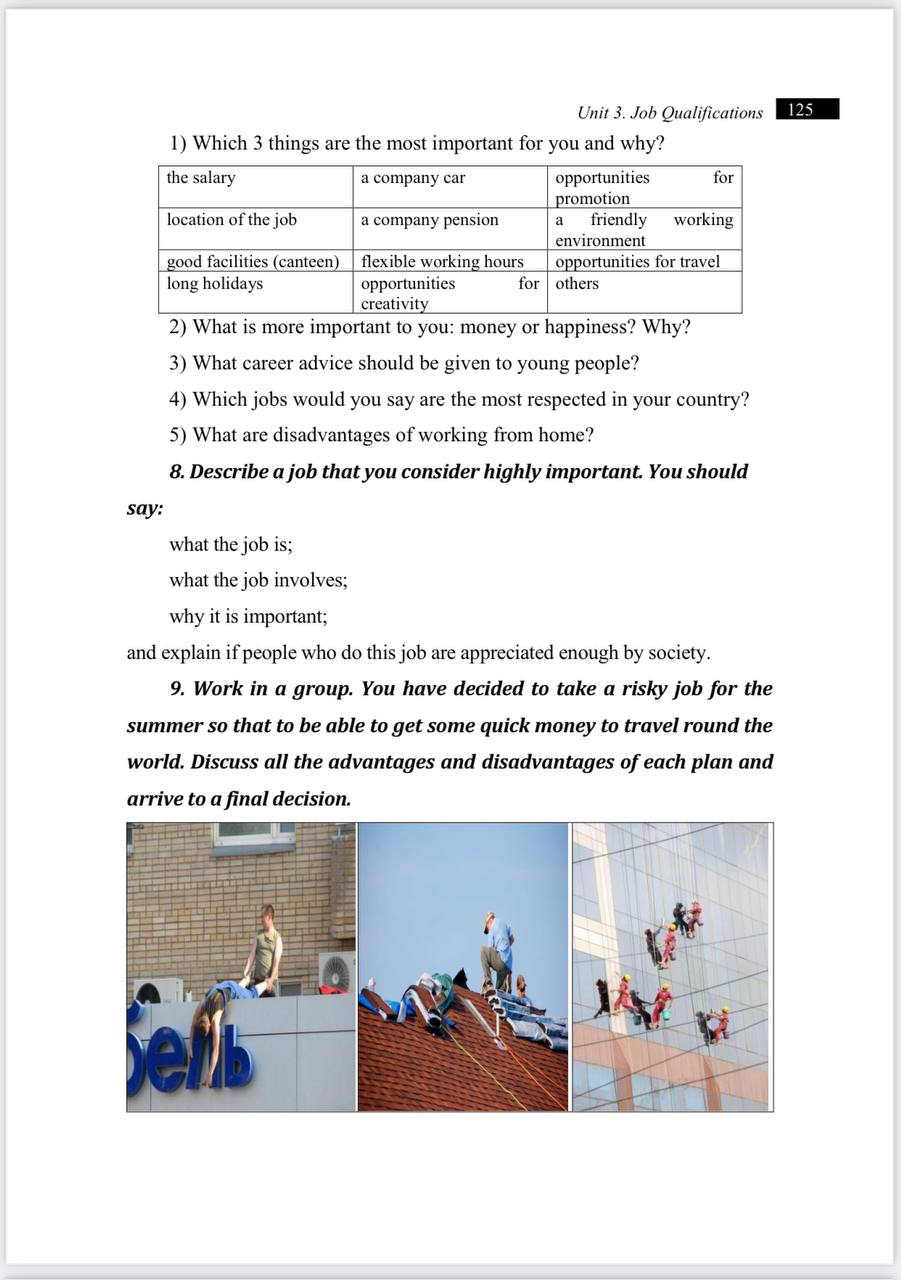 Unit 3. Job Qualifications 125
1) Which 3 things are the most important for you and why?
the salary
a company car
opportunities for
promotion
location of the job
a company pension
a friendly working
environment
good facilities (canteen)
flexible working hours
opportunities for travel
long holidays
opportunities for
creativity
others
2) What is more important to you: money or happiness? Why?
3) What career advice should be given to young people?
4) Which jobs would you say are the most respected in your country?
5) What are disadvantages of working from home?
8. Describe a job that you consider highly important. You should
say:
what the job is;
what the job involves;
why it is important;
and explain if people who do this job are appreciated enough by society.
9. Work in a group. You have decided to take a risky job for the
summer so that to be able to get some quick money to travel round the
world. Discuss all the advantages and disadvantages of each plan and
arrive to a final decision.
бель